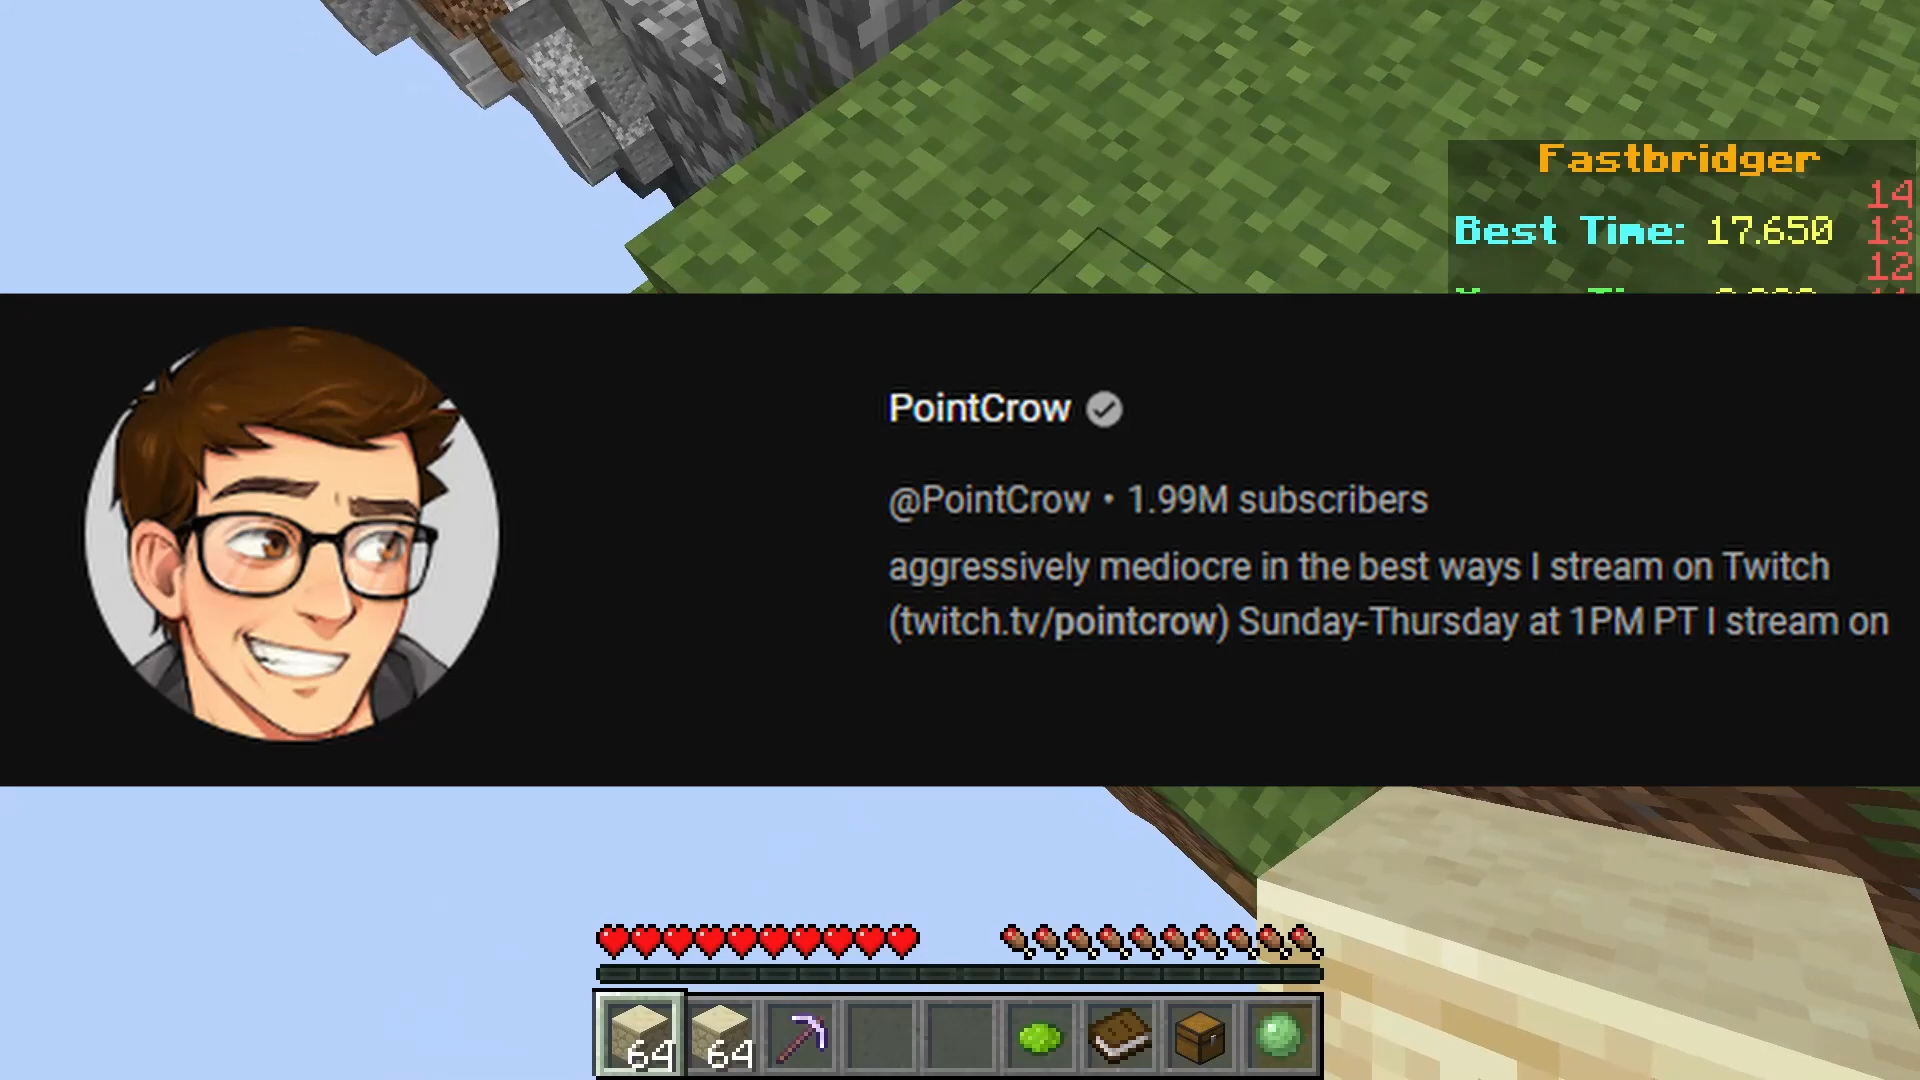 Fastbridger
14
Best Time: 17.650 13
12
PointCrow
@PointCrow • 1.99M subscribers
aggressively mediocre in the best ways I stream on Twitch
(twitch.tv/pointcrow) Sunday-Thursday at 1PM PT I stream on
64 64